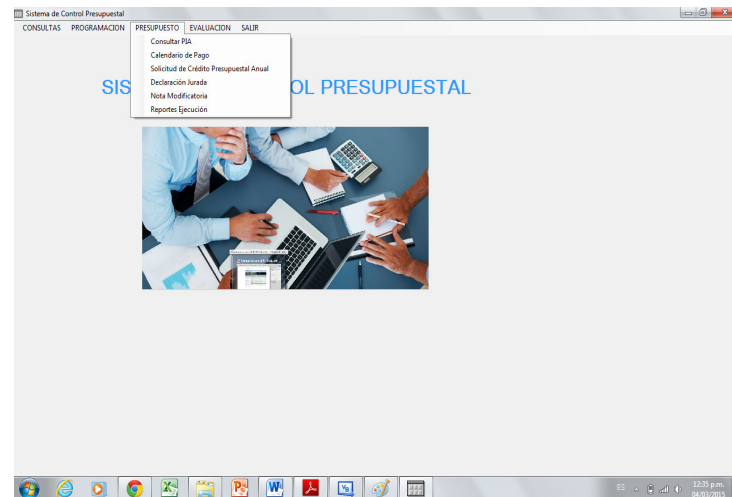 Sistema de Control Presupuestal
CONSULTAS PROGRAMACION PRESUPUESTO EVALUACION SALIR
Consultar PIA
Calendario de Pago
Solicitud de Crédito Presupuestal Anual
Declaración Jurada
Nota Modificatoria
Reportes Ejecución
SIS OL PRESUPUESTAL
ES 12:35 p.m.
04/03/2015